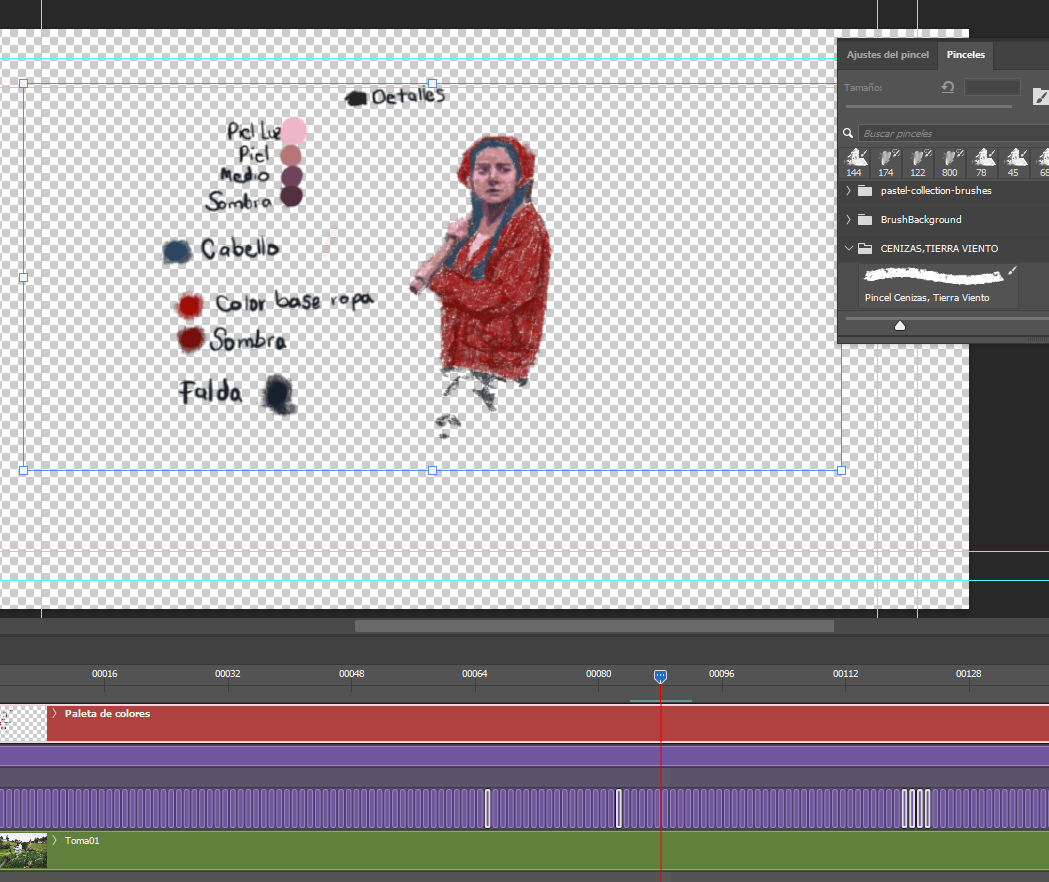 Ajustes del pincel
Pinceles
Tamaño:
Buscar pinceles
144 174 122 800 78 45
pastel-collection-brushes
BrushBackground
CENIZAS,TIERRA VIENTO
Pincel Cenizas, Tierra Viento
Detalles
Piel Luz
Piel
Medio
Sombra
Cabello
Color base ropa
Sombra
Falda
00016 00032 00048 00064 00080 00096 00112 00128
Paleta de colores
Toma01